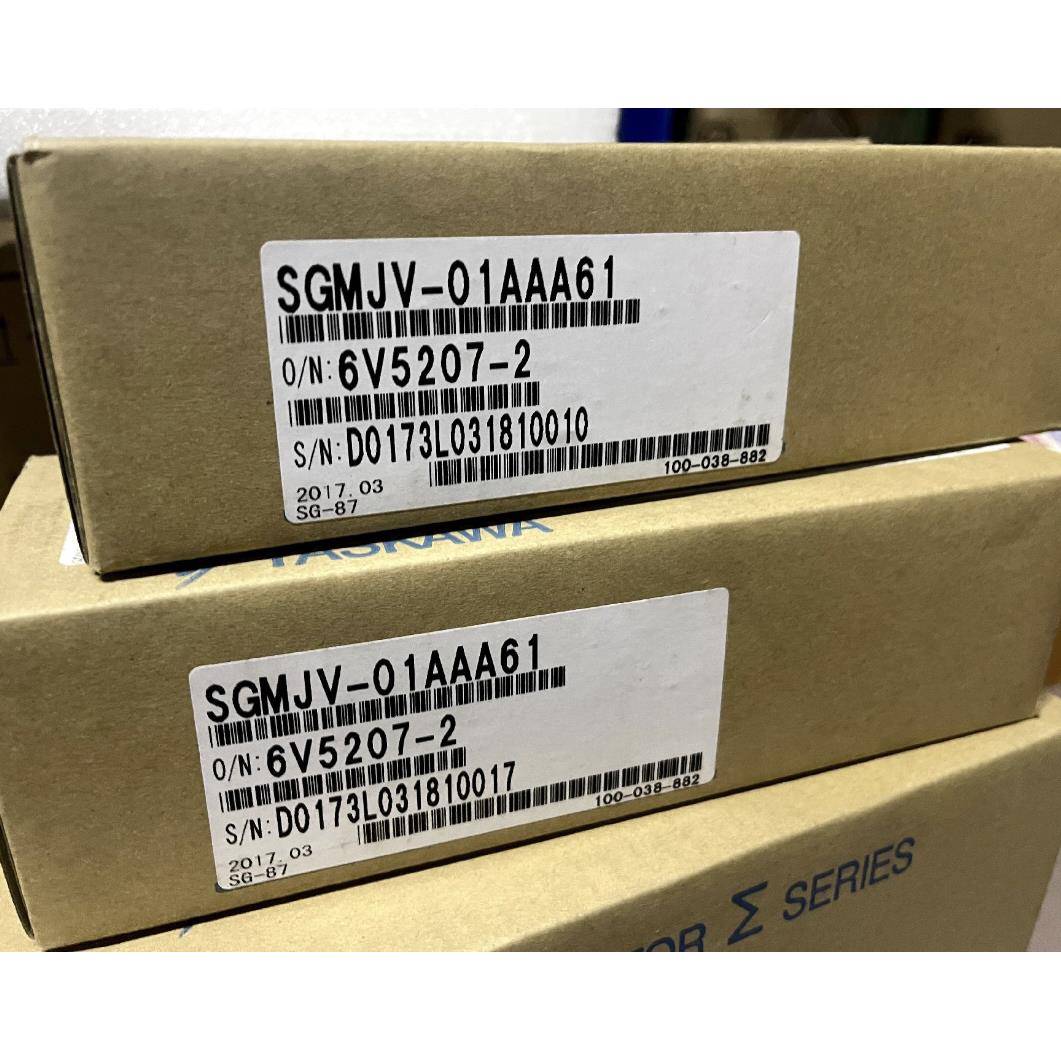 SGMJV-01AAA61
O/N: 6V5207-2
S/N: D0173L031810010
100-038-882
2017.03
SG-87
YASKAWA
SGMJV-01AAA61
O/N: 6V5207-2
S/N: D0173L031810017
100-038-882
2017.03
SG-87
Σ SERIES